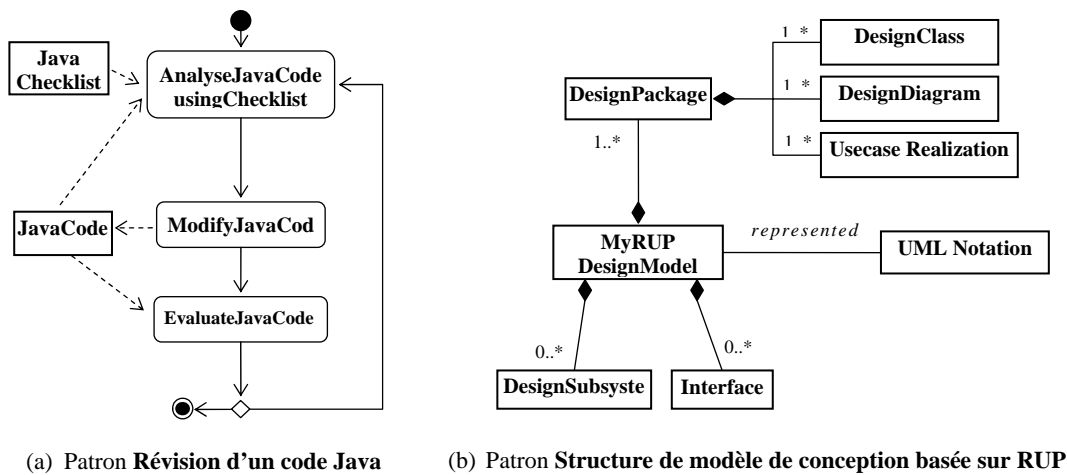 Java
Checklist
AnalyseJavaCode
usingChecklist
JavaCode
ModifyJavaCod
EvaluateJavaCode
(a) Patron Révision d'un code Java
DesignPackage
1 *
DesignClass
1 *
DesignDiagram
1 *
Usecase Realization
1..*
MyRUP
DesignModel
represented
UML Notation
0..*
0..*
DesignSubsyste
Interface
(b) Patron Structure de modèle de conception basée sur RUP